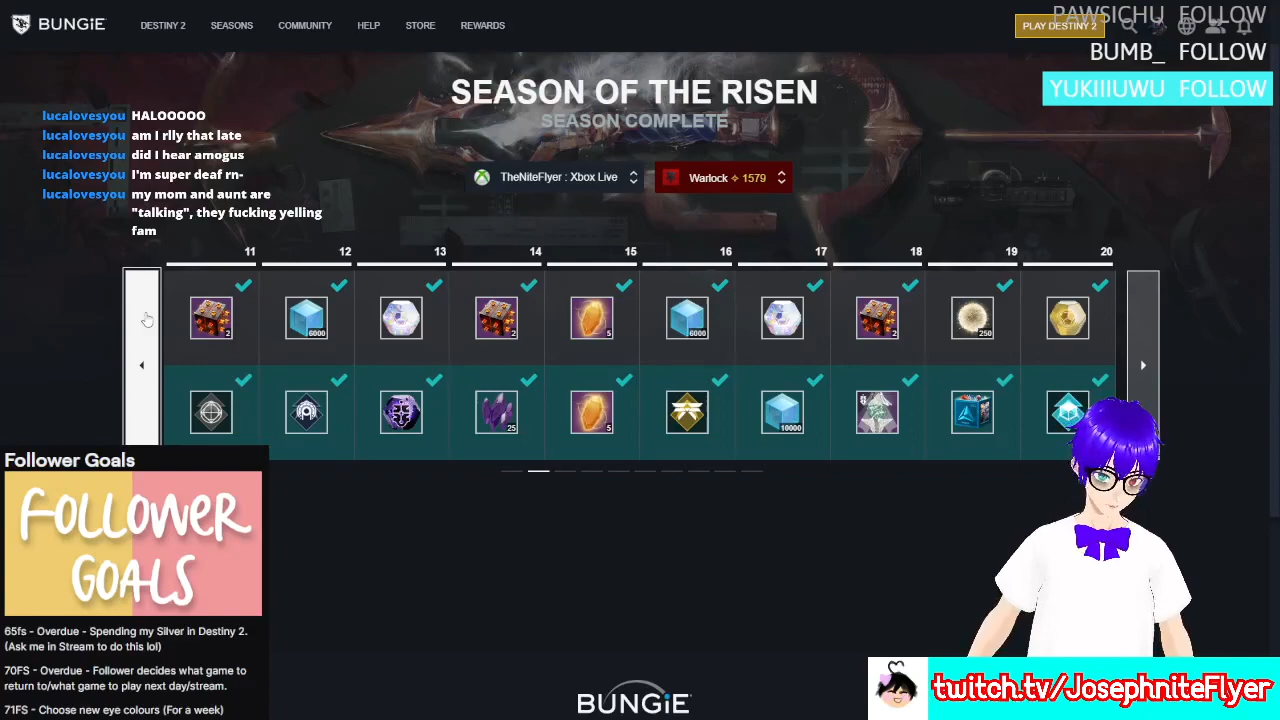 BUNGiE
DESTINY 2 SEASONS COMMUNITY HELP STORE REWARDS
PLAY DESTINY 2
PAWSICHU FOLLOW
BUMB_ FOLLOW
YUKIIIUWU FOLLOW
SEASON OF THE RISEN
SEASON COMPLETE
TheNiteFlyer : Xbox Live
Warlock ✧ 1579
lucalovesyou HALOOOOO
lucalovesyou am I rlly that late
lucalovesyou did I hear amogus
lucalovesyou I'm super deaf rn-
lucalovesyou my mom and aunt are
"talking", they fucking yelling
fam
11 12 13 14 15 16 17 18 19 20
2 6000 2 5 6000 2 250
25 5 10000
Follower Goals
FOLLOWER
GOALS
65fs - Overdue - Spending my Silver in Destiny 2.
(Ask me in Stream to do this lol)
70FS - Overdue - Follower decides what game to
return to/what game to play next day/stream.
71FS - Choose new eye colours (For a week)
BUNGiE
twitch.tv/JosephniteFlyer